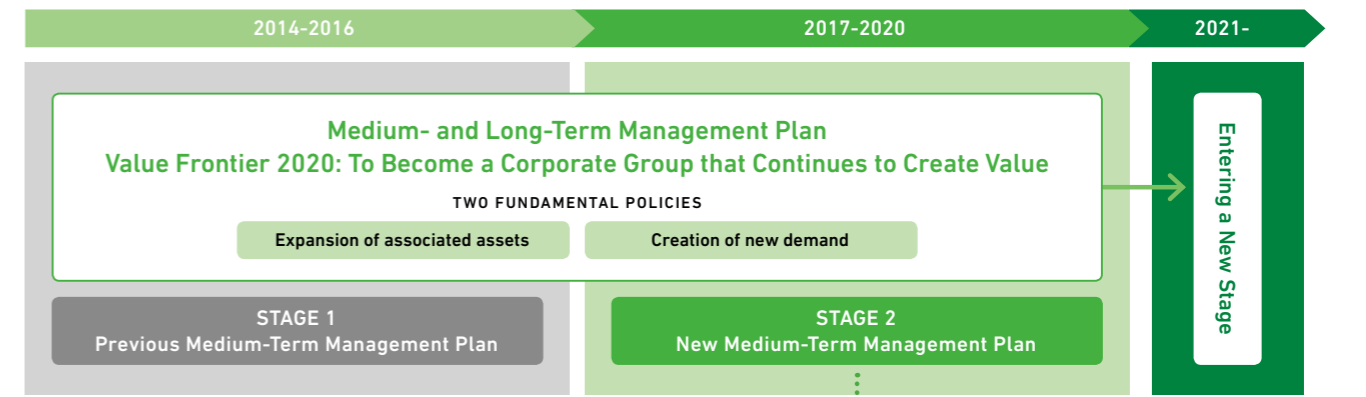 2014-2016
2017-2020
2021-
Medium- and Long-Term Management Plan
Value Frontier 2020: To Become a Corporate Group that Continues to Create Value
TWO FUNDAMENTAL POLICIES
Expansion of associated assets
Creation of new demand
Entering a New Stage
STAGE 1
Previous Medium-Term Management Plan
STAGE 2
New Medium-Term Management Plan